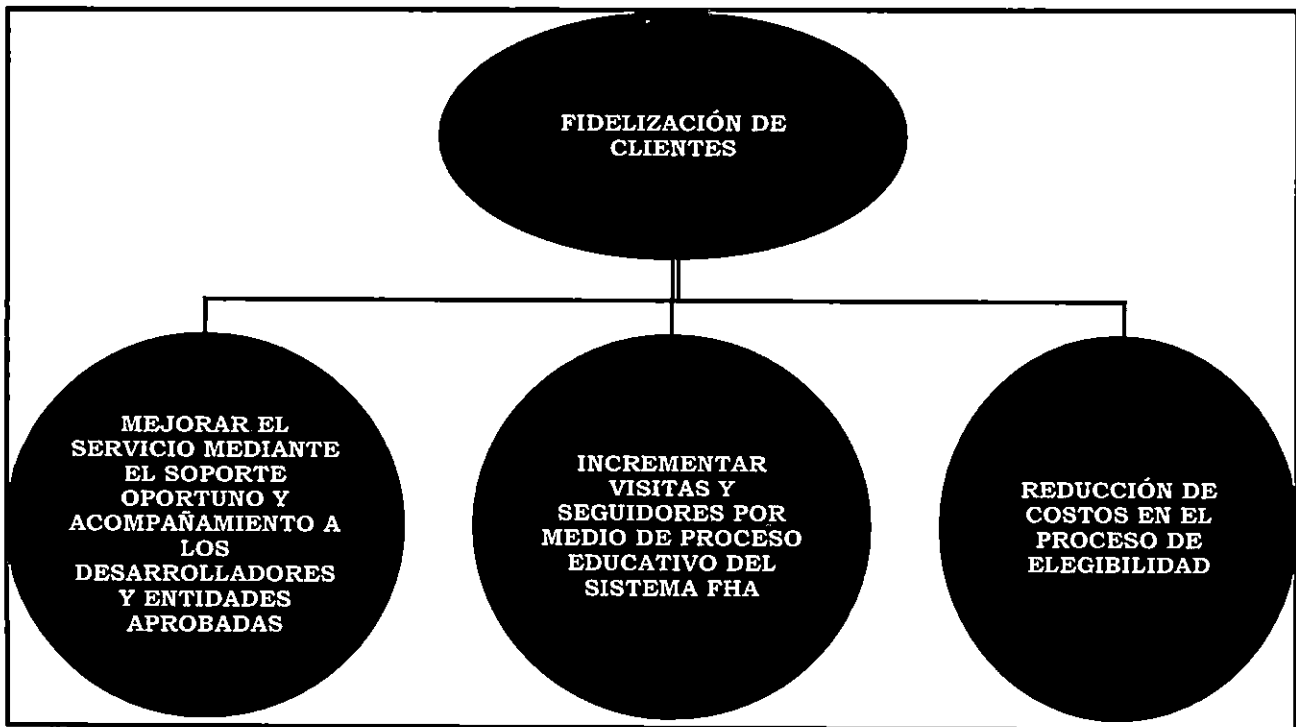 FIDELIZACIÓN DE
CLIENTES
MEJORAR EL
SERVICIO MEDIANTE
EL SOPORTE
OPORTUNO Y
ACOMPAÑAMIENTO A
LOS
DESARROLLADORES
Y ENTIDADES
APROBADAS
INCREMENTAR
VISITAS Y
SEGUIDORES POR
MEDIO DE PROCESO
EDUCATIVO DEL
SISTEMA FHA
REDUCCIÓN DE
COSTOS EN EL
PROCESO DE
ELEGIBILIDAD